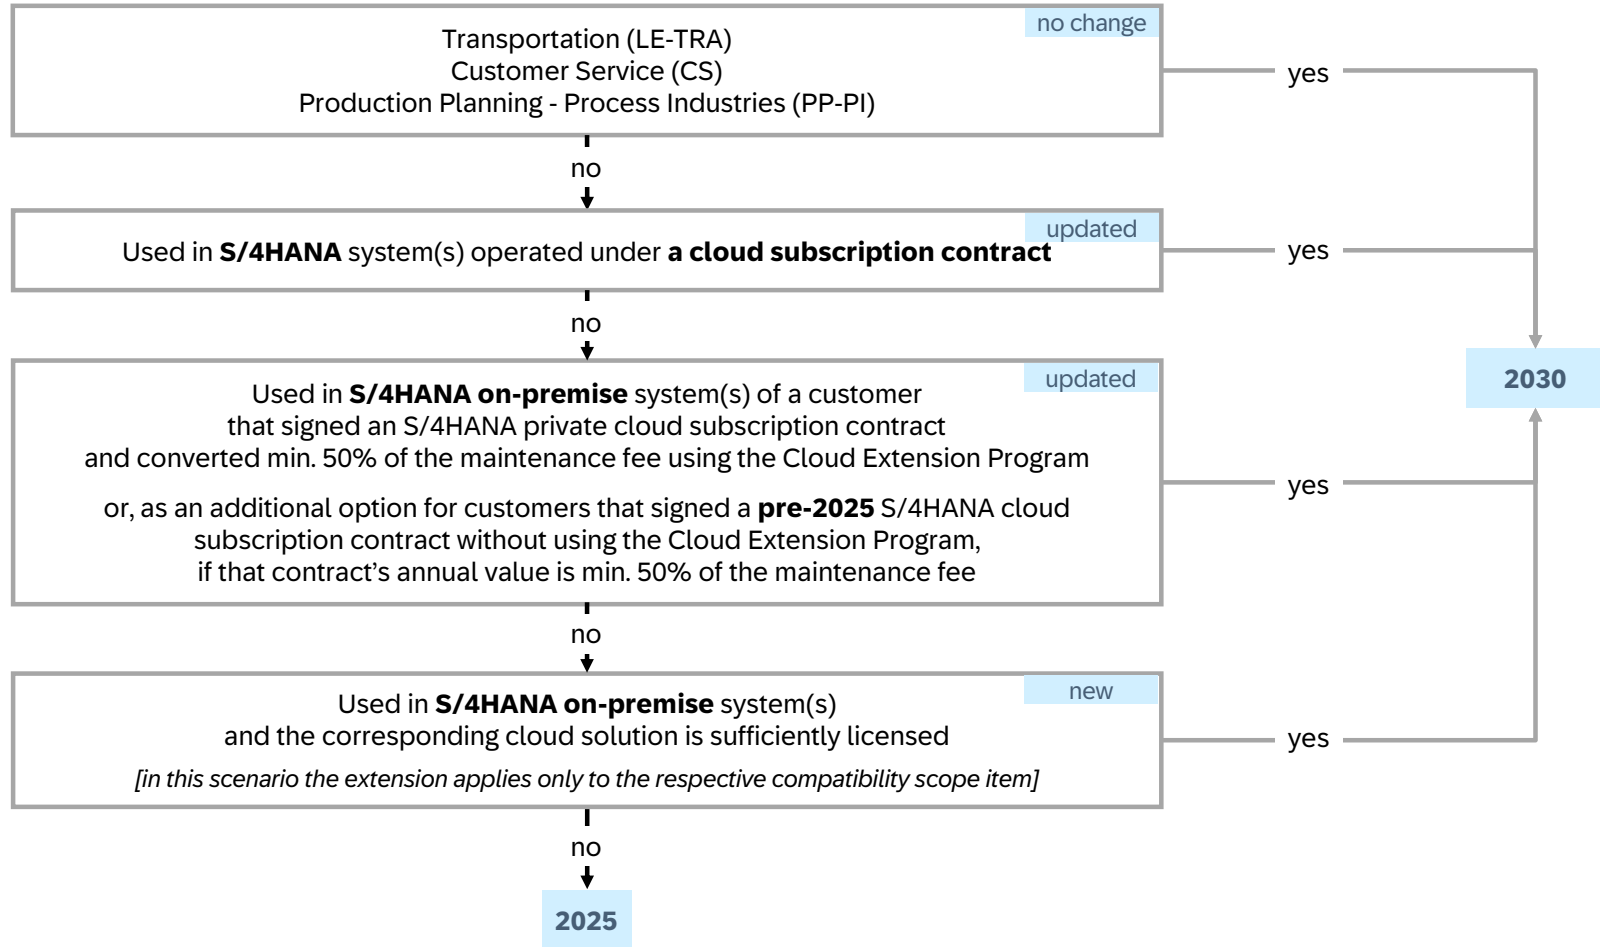 no change
Transportation (LE-TRA)
Customer Service (CS)
Production Planning - Process Industries (PP-PI)
yes
no
updated
Used in S/4HANA system(s) operated under a cloud subscription contract
yes
no
updated
Used in S/4HANA on-premise system(s) of a customer
that signed an S/4HANA private cloud subscription contract
and converted min. 50% of the maintenance fee using the Cloud Extension Program
or, as an additional option for customers that signed a pre-2025 S/4HANA cloud
subscription contract without using the Cloud Extension Program,
if that contract’s annual value is min. 50% of the maintenance fee
yes
2030
no
new
Used in S/4HANA on-premise system(s)
and the corresponding cloud solution is sufficiently licensed
[in this scenario the extension applies only to the respective compatibility scope item]
yes
no
2025